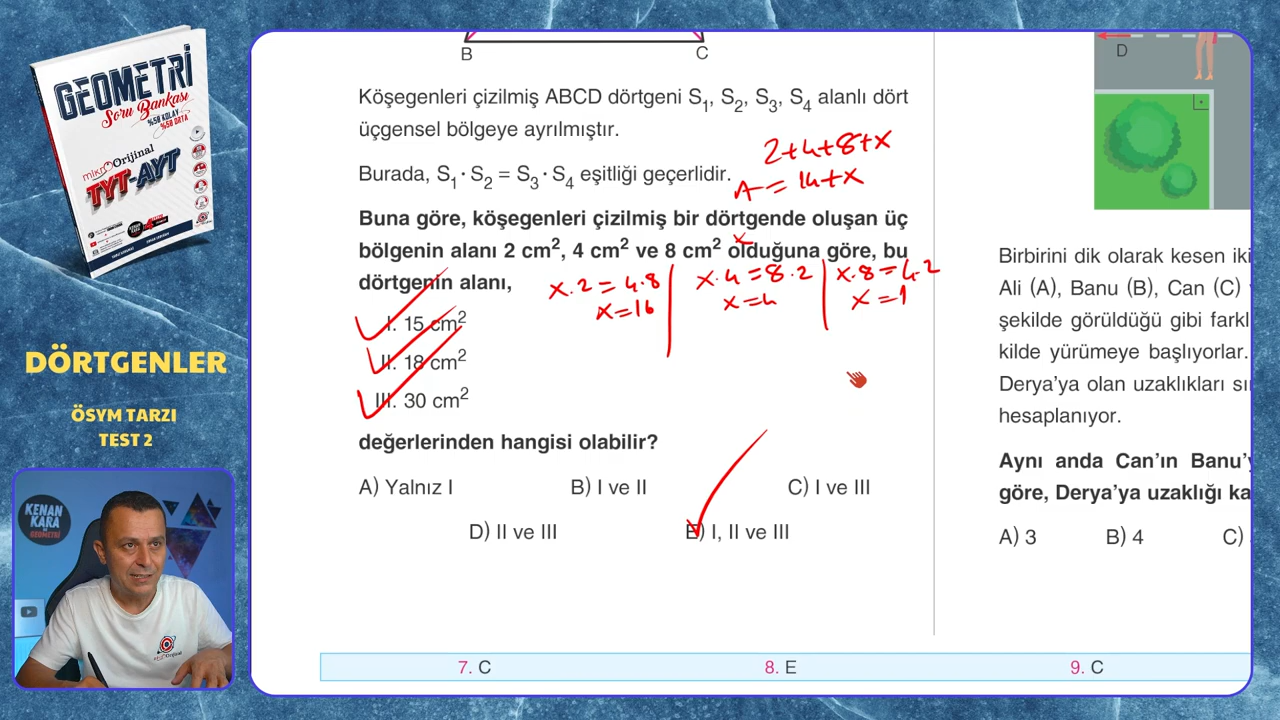 GEOMETRİ
Soru Bankası
%50 KOLAY
%50 ORTA
mikro Orijinal
TYT-AYT
DÖRTGENLER
ÖSYM TARZI
TEST 2
KENAN
KARA
GEOMETRİ
B C
Köşegenleri çizilmiş ABCD dörtgeni S1, S2, S3, S4 alanlı dört
üçgensel bölgeye ayrılmıştır.
2+4+8+x
Burada, S1 · S2 = S3 · S4 eşitliği geçerlidir.
A = 14+x
Buna göre, köşegenleri çizilmiş bir dörtgende oluşan üç
x
bölgenin alanı 2 cm2, 4 cm2 ve 8 cm2 olduğuna göre, bu
dörtgenin alanı,
x.2 = 4.8 x.4 = 8.2 x.8 = 4.2
x=16 x=4 x=1
I. 15 cm2
II. 18 cm2
III. 30 cm2
değerlerinden hangisi olabilir?
A) Yalnız I B) I ve II C) I ve III
D) II ve III E) I, II ve III
D
Birbirini dik olarak kesen iki
Ali (A), Banu (B), Can (C)
şekilde görüldüğü gibi farkl
kilde yürümeye başlıyorlar.
Derya'ya olan uzaklıkları sı
hesaplanıyor.
Aynı anda Can'ın Banu'y
göre, Derya'ya uzaklığı ka
A) 3 B) 4 C)
7. C 8. E 9. C